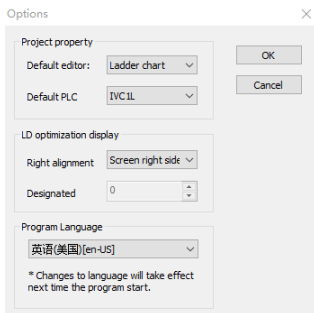 Options
Project property
Default editor: Ladder chart
OK
Default PLC IVC1L
Cancel
LD optimization display
Right alignment Screen right side
Designated 0
Program Language
英语(美国)[en-US]
* Changes to language will take effect
next time the program start.